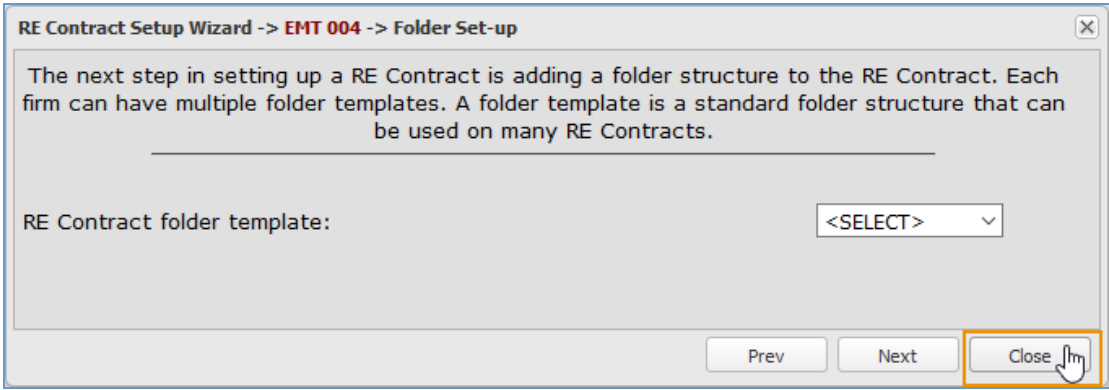 RE Contract Setup Wizard -> EMT 004 -> Folder Set-up
The next step in setting up a RE Contract is adding a folder structure to the RE Contract. Each
firm can have multiple folder templates. A folder template is a standard folder structure that can
be used on many RE Contracts.
RE Contract folder template:
<SELECT>
Prev
Next
Close